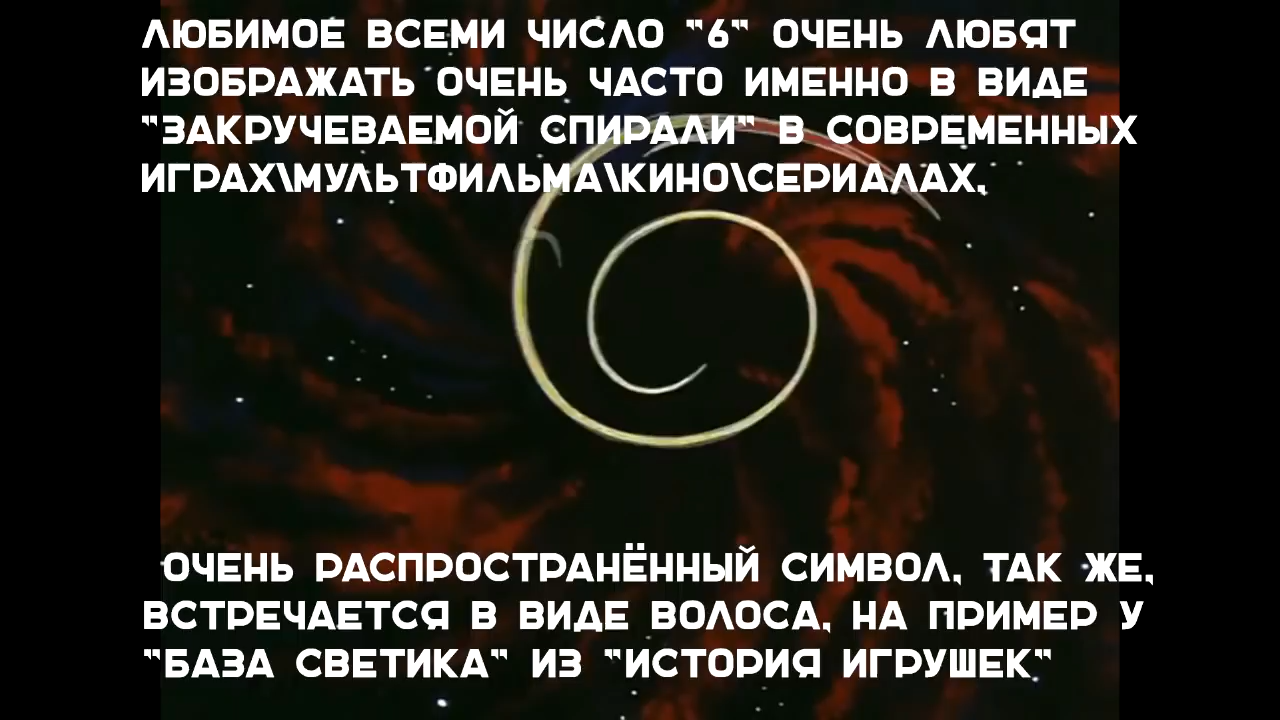 ЛЮБИМОЕ ВСЕМИ ЧИСЛО "6" ОЧЕНЬ ЛЮБЯТ
ИЗОБРАЖАТЬ ОЧЕНЬ ЧАСТО ИМЕННО В ВИДЕ
"ЗАКРУЧЕВАЕМОЙ СПИРАЛИ" В СОВРЕМЕННЫХ
ИГРАХ\МУЛЬТФИЛЬМА\КИНО\СЕРИАЛАХ,
ОЧЕНЬ РАСПРОСТРАНЁННЫЙ СИМВОЛ, ТАК ЖЕ,
ВСТРЕЧАЕТСЯ В ВИДЕ ВОЛОСА, НА ПРИМЕР У
"БАЗА СВЕТИКА" ИЗ "ИСТОРИЯ ИГРУШЕК"